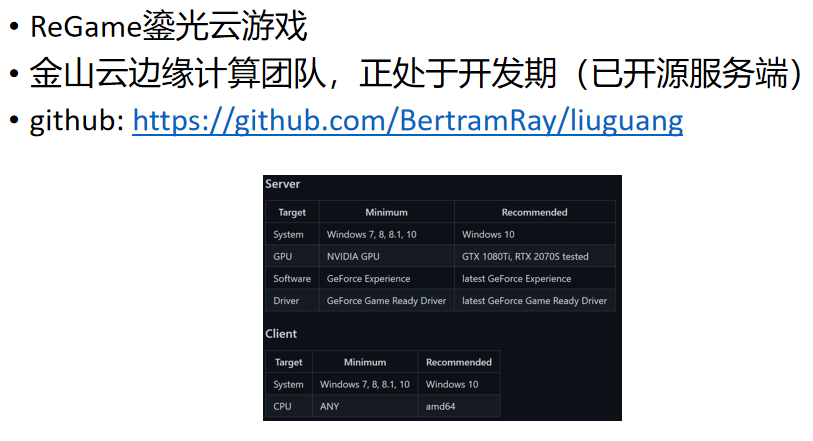 • ReGame鎏光云游戏
• 金山云边缘计算团队，正处于开发期（已开源服务端）
• github: https://github.com/BertramRay/liuguang
Server
Target Minimum Recommended
System Windows 7, 8, 8.1, 10 Windows 10
GPU NVIDIA GPU GTX 1080Ti, RTX 2070S tested
Software GeForce Experience latest GeForce Experience
Driver GeForce Game Ready Driver latest GeForce Game Ready Driver
Client
Target Minimum Recommended
System Windows 7, 8, 8.1, 10 Windows 10
CPU ANY amd64